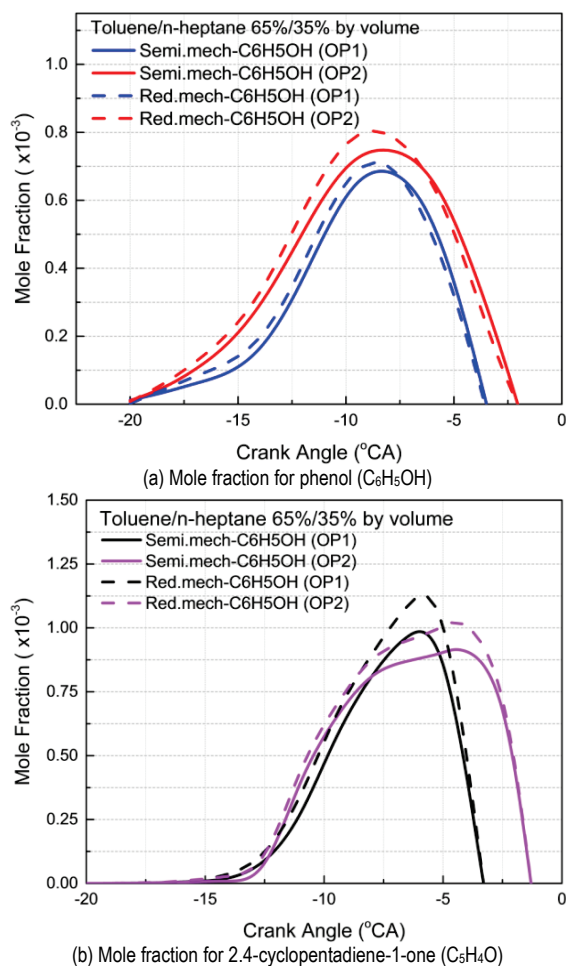 Toluene/n-heptane 65%/35% by volume
Semi.mech-C6H5OH (OP1)
Semi.mech-C6H5OH (OP2)
Red.mech-C6H5OH (OP1)
Red.mech-C6H5OH (OP2)
Mole Fraction ( x10⁻³)
1.0
0.8
0.6
0.4
0.2
0.0
-20 -15 -10 -5 0
Crank Angle (°CA)
(a) Mole fraction for phenol (C₆H₅OH)
Toluene/n-heptane 65%/35% by volume
Semi.mech-C6H5OH (OP1)
Semi.mech-C6H5OH (OP2)
Red.mech-C6H5OH (OP1)
Red.mech-C6H5OH (OP2)
Mole Fraction ( x10⁻³)
1.50
1.25
1.00
0.75
0.50
0.25
0.00
-20 -15 -10 -5 0
Crank Angle (°CA)
(b) Mole fraction for 2.4-cyclopentadiene-1-one (C₅H₄O)